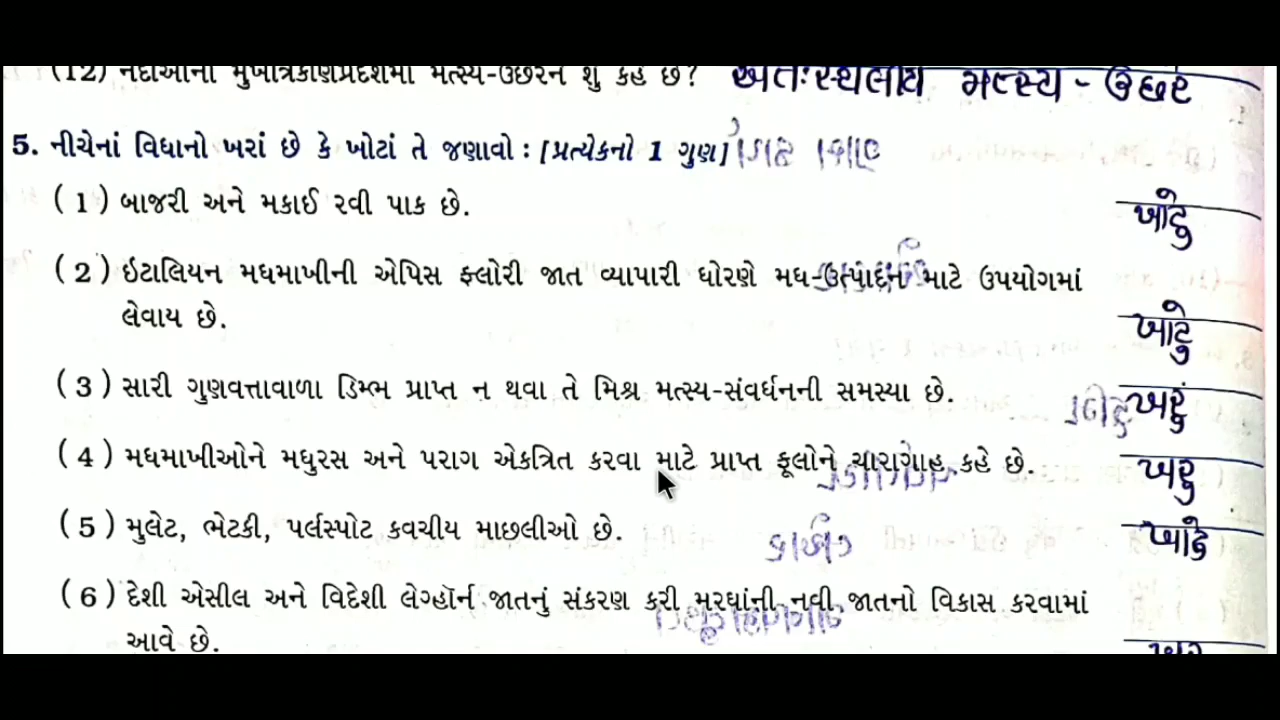 (12) નદીઓના મુખત્રિકોણપ્રદેશમાં મત્સ્ય-ઉછેરને શું કહે છે? અંતઃસ્થલીય મત્સ્ય - ઉછેર
5. નીચેનાં વિધાનો ખરાં છે કે ખોટાં તે જણાવો : [પ્રત્યેકનો 1 ગુણ]
(1) બાજરી અને મકાઈ રવી પાક છે. ખોટુ
(2) ઇટાલિયન મધમાખીની એપિસ ફ્લોરી જાત વ્યાપારી ધોરણે મધ-ઉત્પાદન માટે ઉપયોગમાં
લેવાય છે. ખોટુ
(3) સારી ગુણવત્તાવાળા ડિમ્ભ પ્રાપ્ત ન થવા તે મિશ્ર મત્સ્ય-સંવર્ધનની સમસ્યા છે. ખરું
(4) મધમાખીઓને મધુરસ અને પરાગ એકત્રિત કરવા માટે પ્રાપ્ત ફૂલોને ચારાગાહ કહે છે. ખરુ
(5) મુલેટ, ભેટકી, પર્લસ્પોટ કવચીય માછલીઓ છે.
(6) દેશી એસીલ અને વિદેશી લેગ્હૉર્ન જાતનું સંકરણ કરી મરઘાંની નવી જાતનો વિકાસ કરવામાં
આવે છે.